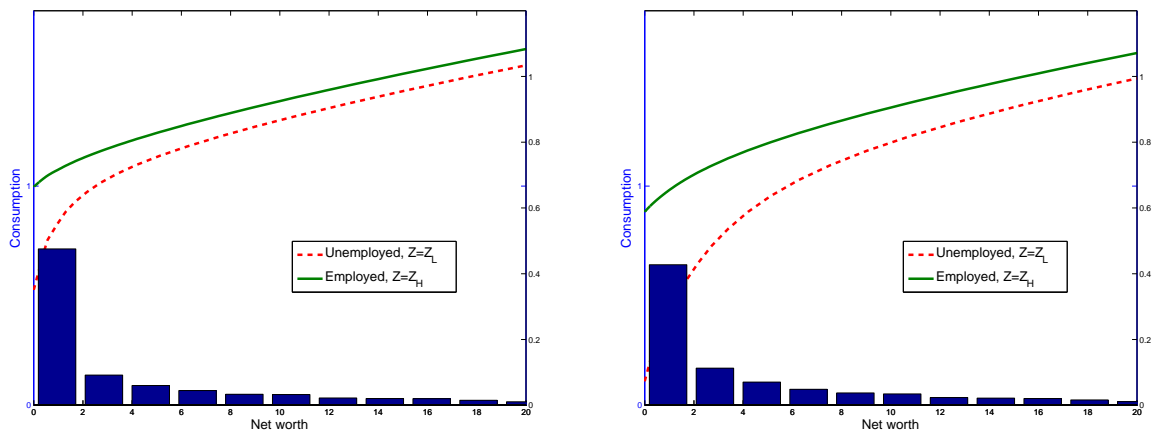 Consumption
1
0
1
0.8
0.6
0.4
0.2
0
Unemployed, Z=Z_L
Employed, Z=Z_H
0 2 4 6 8 10 12 14 16 18 20
Net worth
Consumption
1
0
1
0.8
0.6
0.4
0.2
0
Unemployed, Z=Z_L
Employed, Z=Z_H
0 2 4 6 8 10 12 14 16 18 20
Net worth